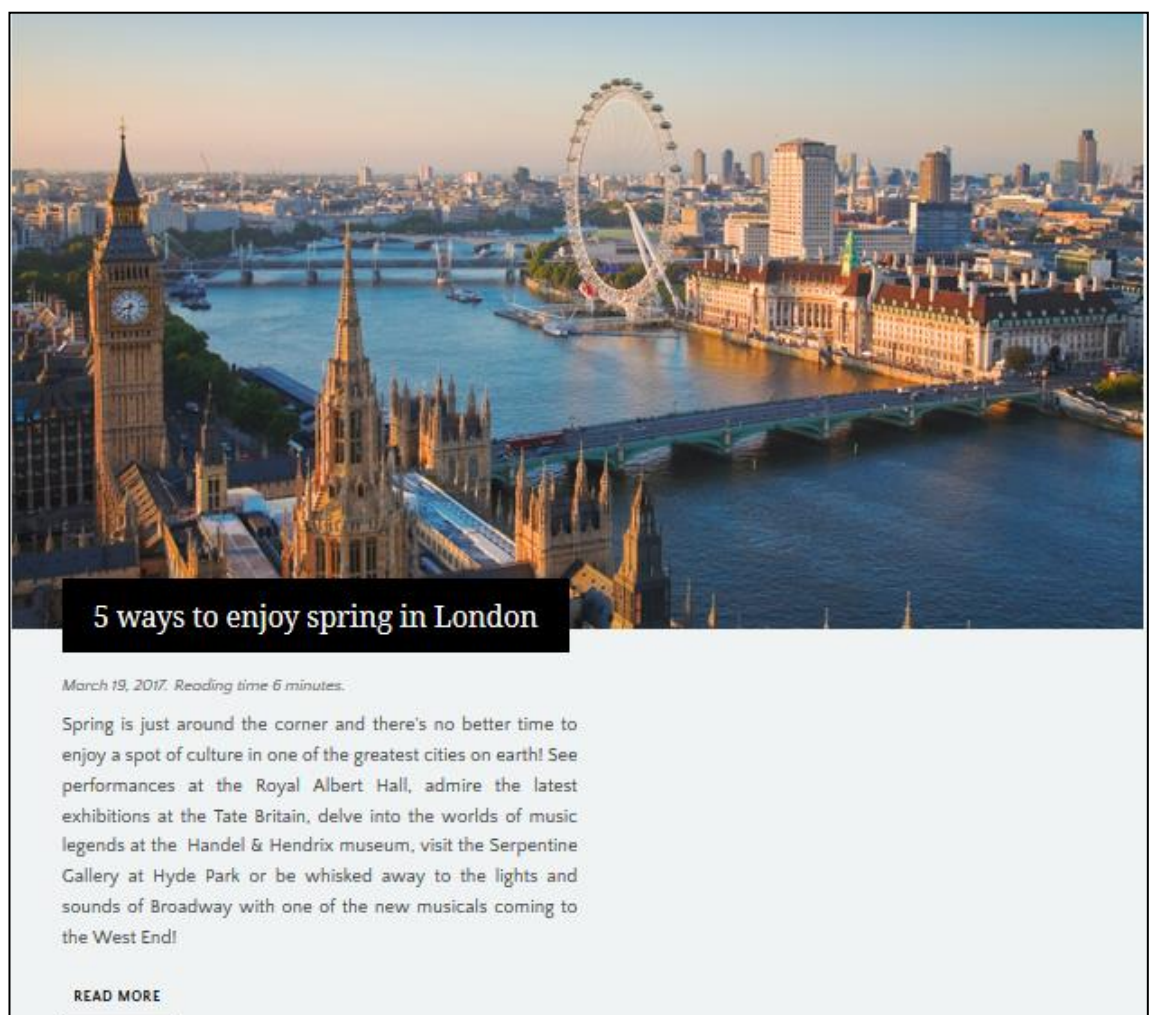 5 ways to enjoy spring in London
March 19, 2017. Reading time 6 minutes.
Spring is just around the corner and there's no better time to
enjoy a spot of culture in one of the greatest cities on earth! See
performances at the Royal Albert Hall, admire the latest
exhibitions at the Tate Britain, delve into the worlds of music
legends at the Handel & Hendrix museum, visit the Serpentine
Gallery at Hyde Park or be whisked away to the lights and
sounds of Broadway with one of the new musicals coming to
the West End!
READ MORE